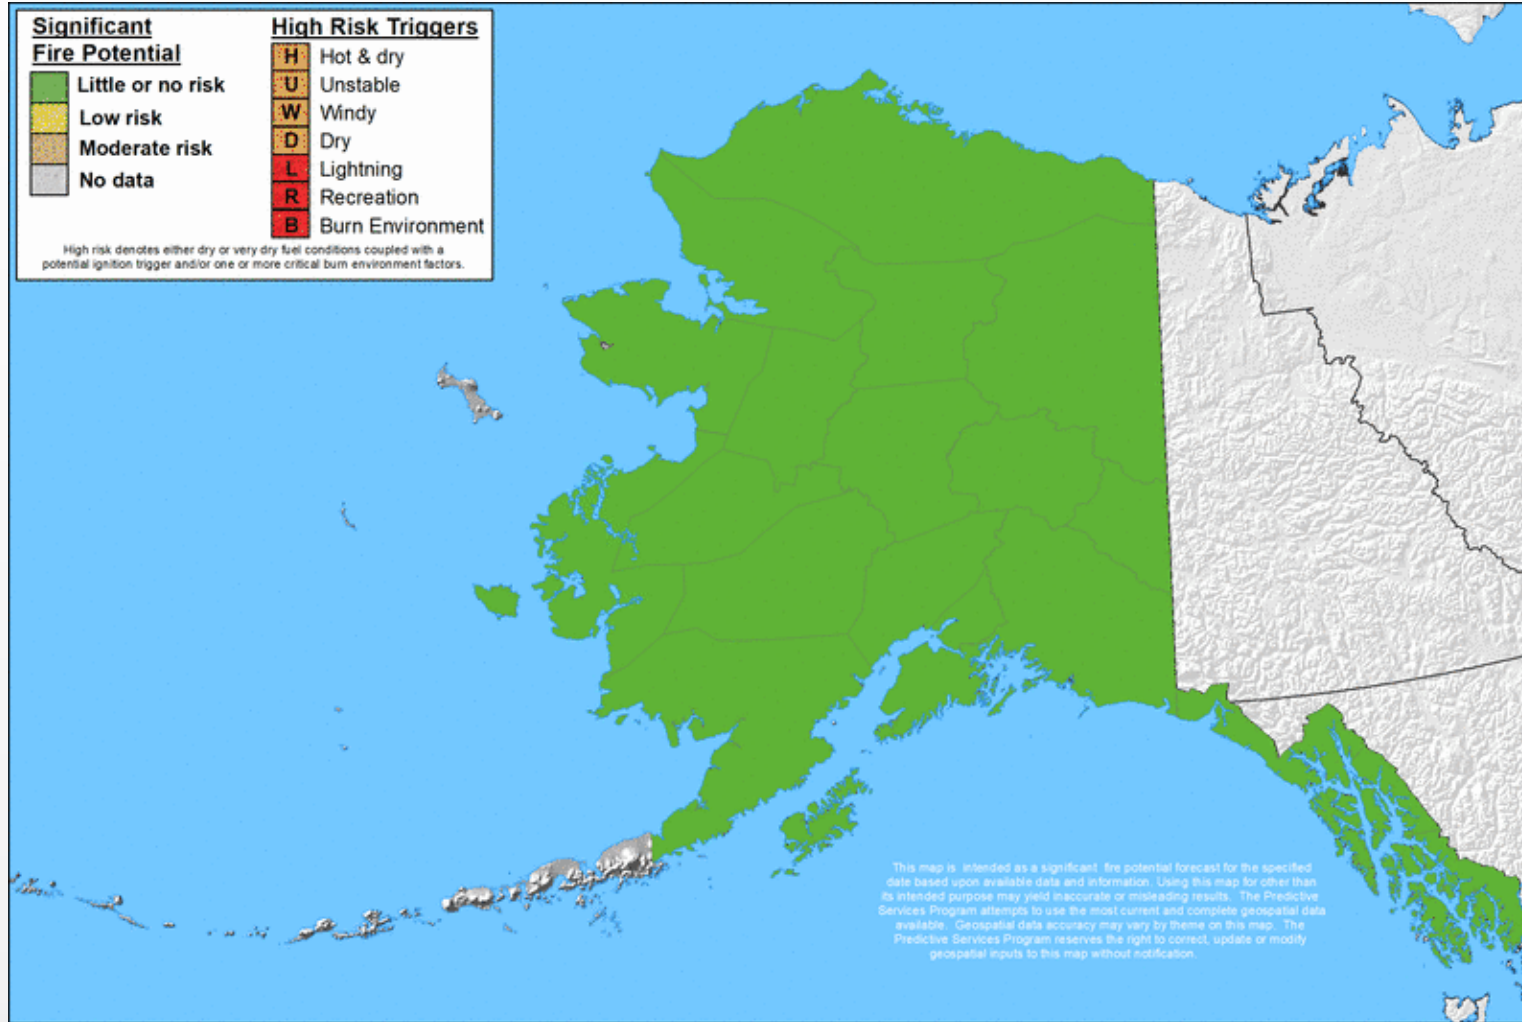 Significant
Fire Potential
Little or no risk
Low risk
Moderate risk
No data
High Risk Triggers
H Hot & dry
U Unstable
W Windy
D Dry
L Lightning
R Recreation
B Burn Environment
High risk denotes either dry or very dry fuel conditions coupled with a
potential ignition trigger and/or one or more critical burn environment factors.
This map is intended as a significant fire potential forecast for the specified
date based upon available data and information. Using this map for other than
its intended purpose may yield inaccurate or misleading results. The Predictive
Services Program attempts to use the most current and complete geospatial data
available. Geospatial data accuracy may vary by theme on this map. The
Predictive Services Program reserves the right to correct, update or modify
geospatial inputs to this map without notification.